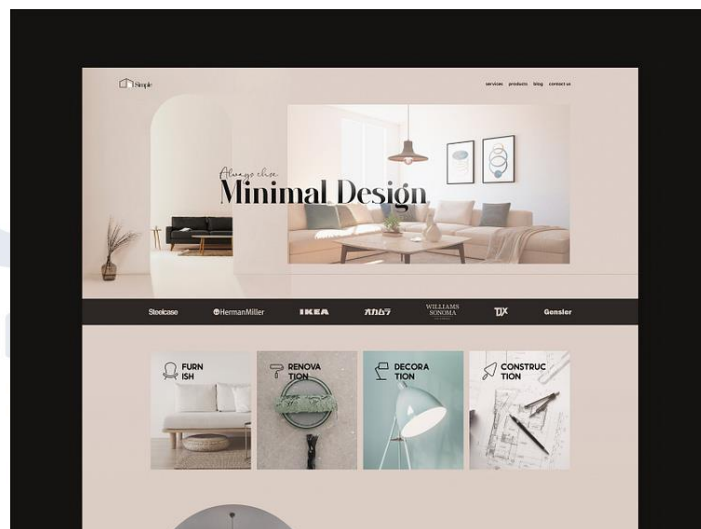 Simple
services products blog contact us
Always chose
Minimal Design
Steelcase HermanMiller IKEA オカムラ WILLIAMS SONOMA TJX Gensler
FURN
ISH
RENOVA
TION
DECORA
TION
CONSTRUC
TION